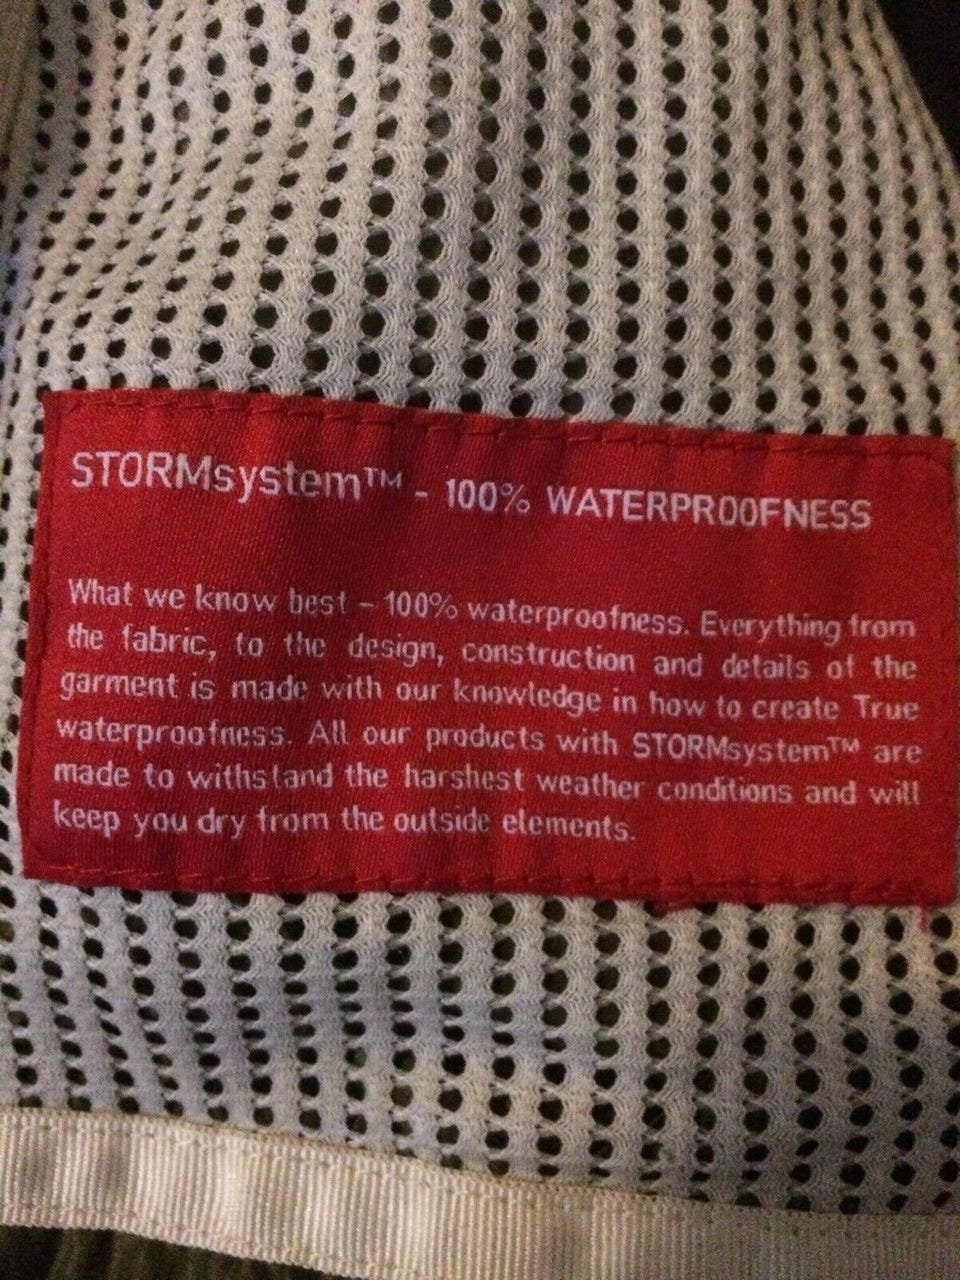 STORMsystem™ - 100% WATERPROOFNESS
What we know best – 100% waterproofness. Everything from
the fabric, to the design, construction and details of the
garment is made with our knowledge in how to create True
waterproofness. All our products with STORMsystem™ are
made to withstand the harshest weather conditions and will
keep you dry from the outside elements.